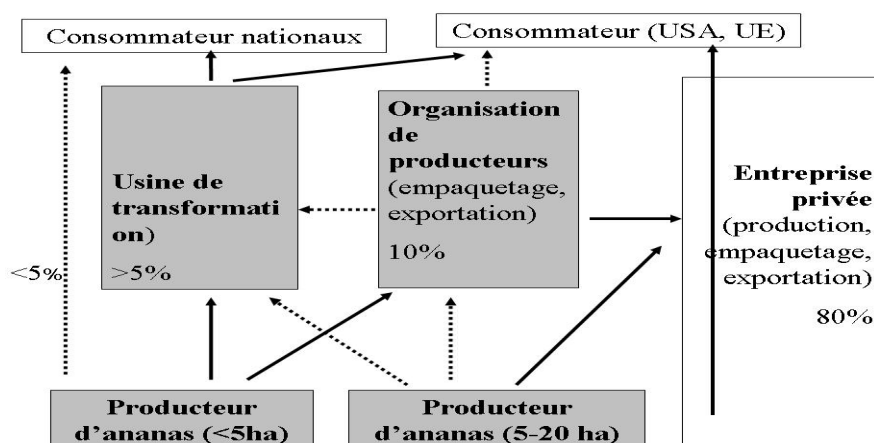 Consommateur nationaux
Consommateur (USA, UE)
Organisation
de
producteurs
(empaquetage,
exportation)
10%
Usine de
transformati
on)
>5%
Entreprise
privée
(production,
empaquetage,
exportation)
80%
<5%
Producteur
d’ananas (<5ha)
Producteur
d’ananas (5-20 ha)